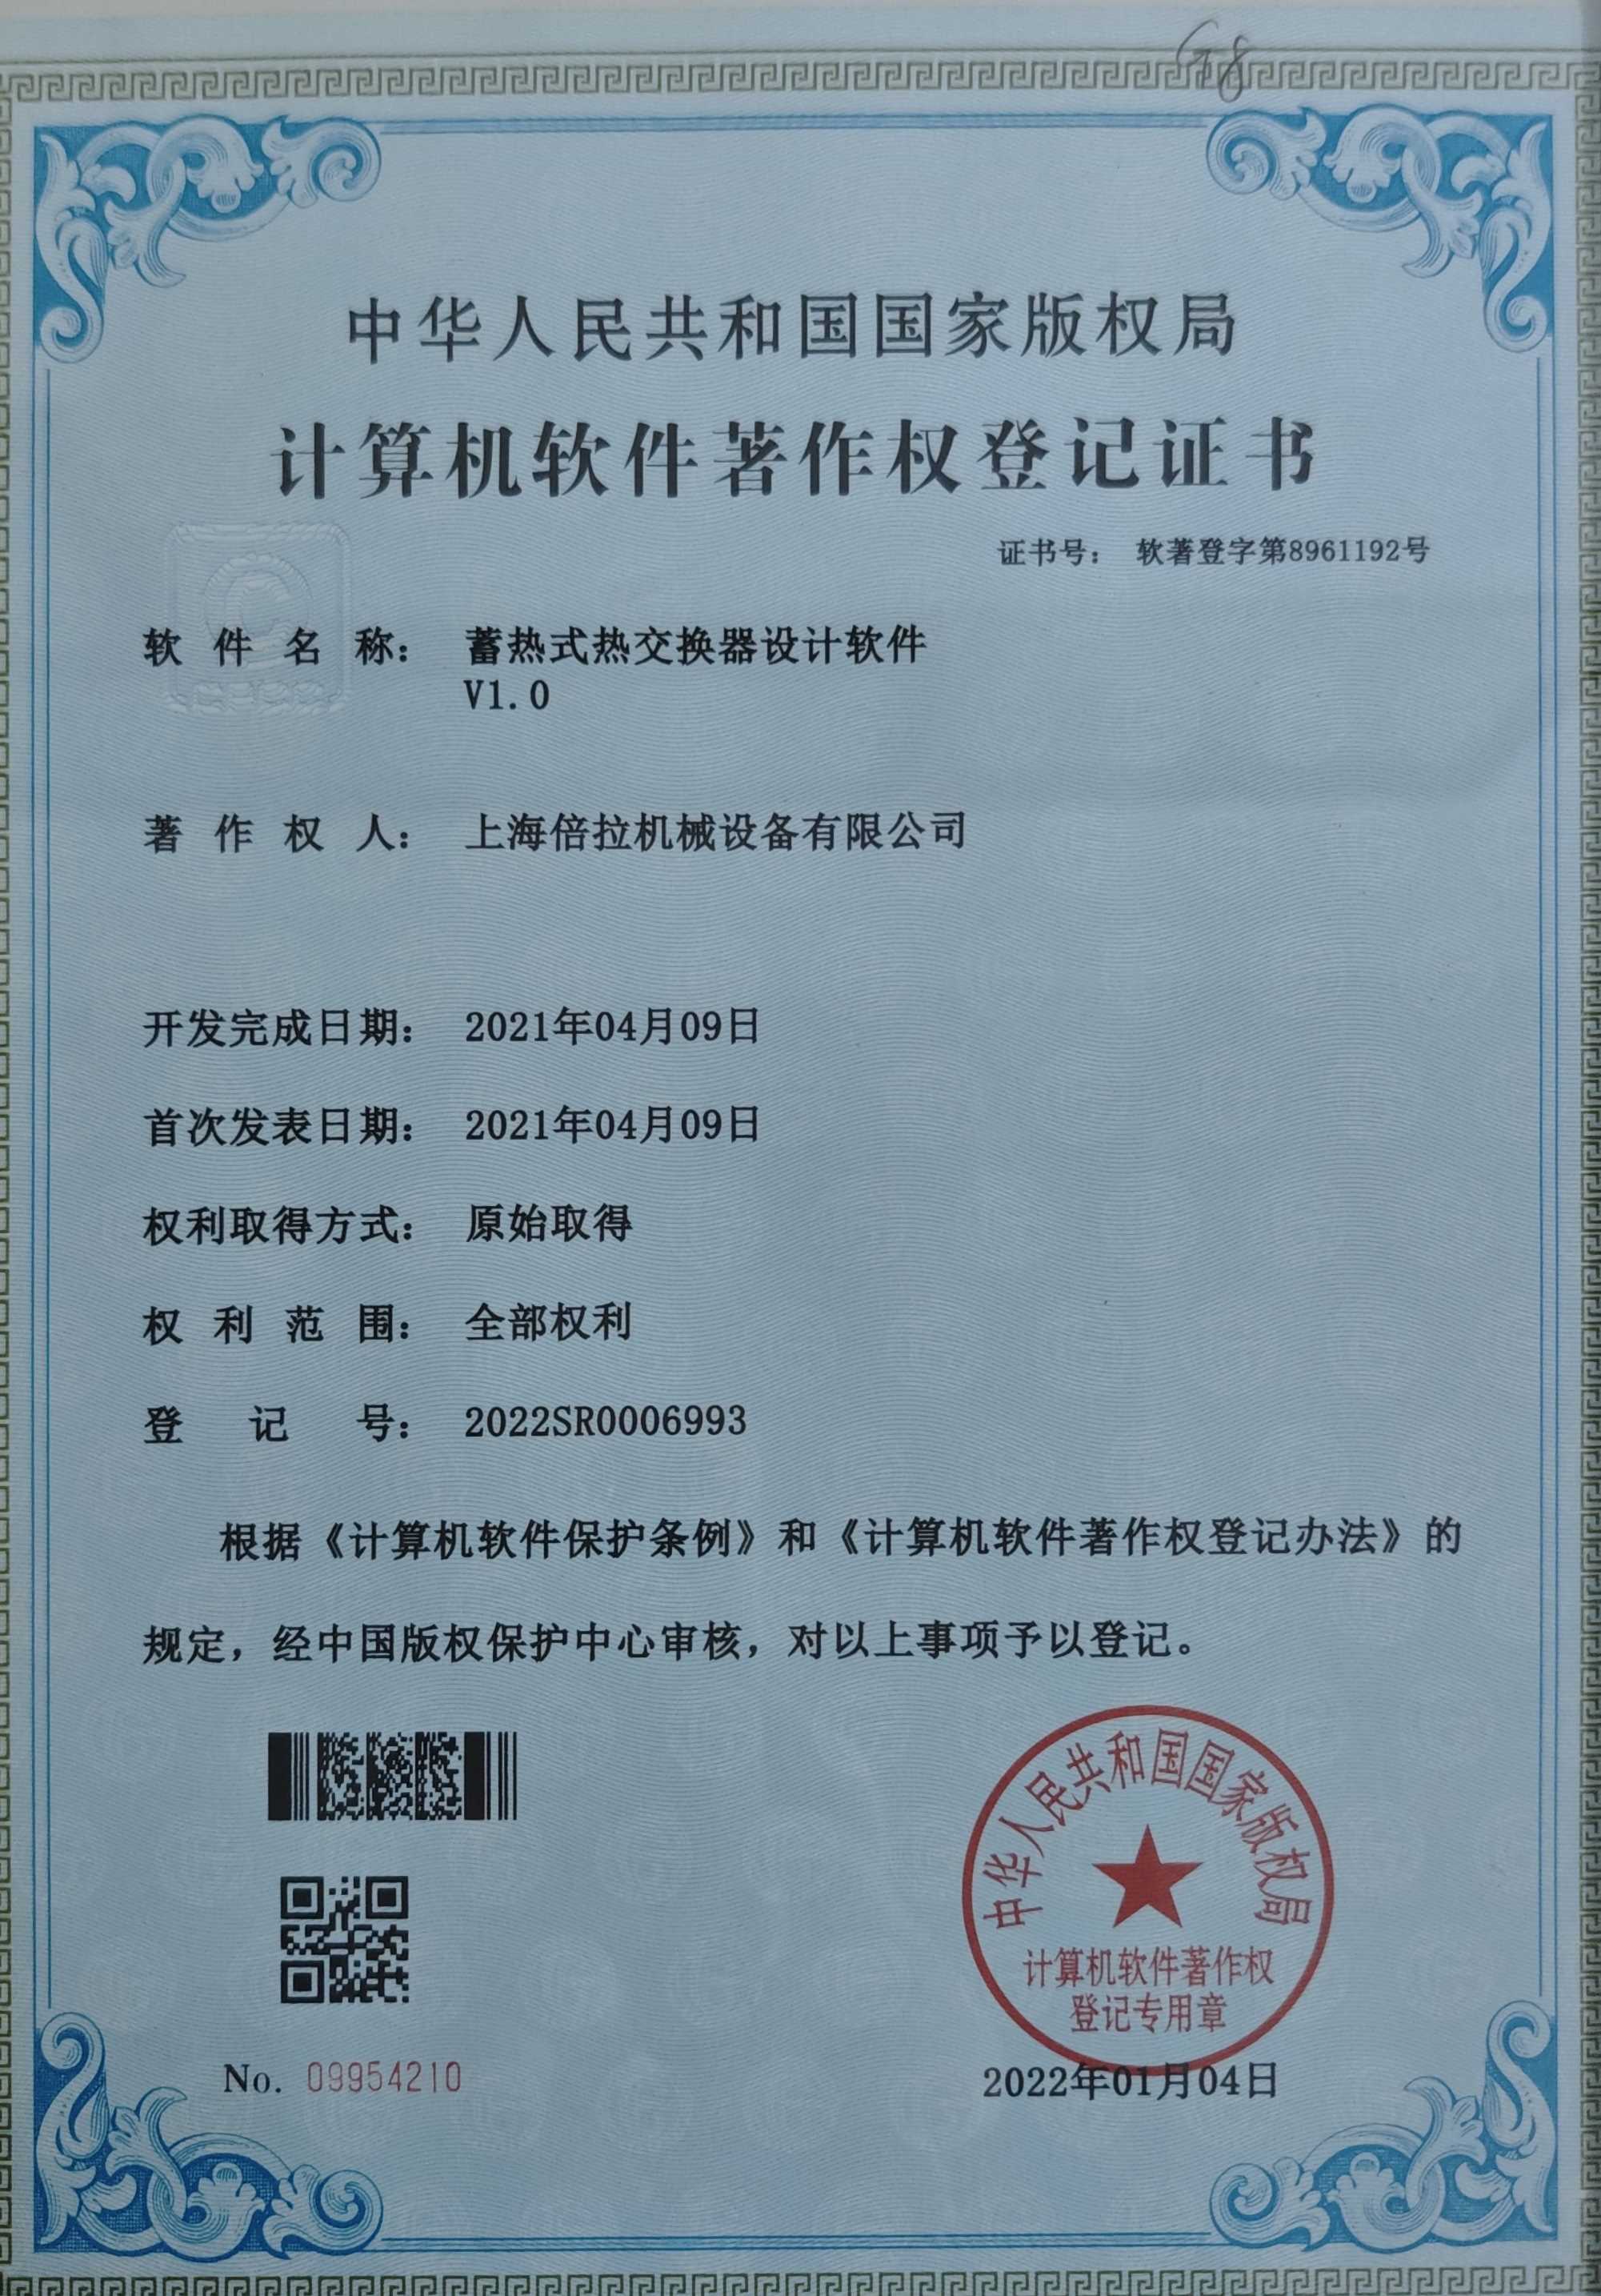 G8
中华人民共和国国家版权局
计算机软件著作权登记证书
证书号： 软著登字第8961192号
软件名称： 蓄热式热交换器设计软件
V1.0
著作权人： 上海倍拉机械设备有限公司
开发完成日期： 2021年04月09日
首次发表日期： 2021年04月09日
权利取得方式： 原始取得
权利范围： 全部权利
登记号： 2022SR0006993
根据《计算机软件保护条例》和《计算机软件著作权登记办法》的
规定，经中国版权保护中心审核，对以上事项予以登记。
中华人民共和国国家版权局
计算机软件著作权
登记专用章
No. 09954210
2022年01月04日